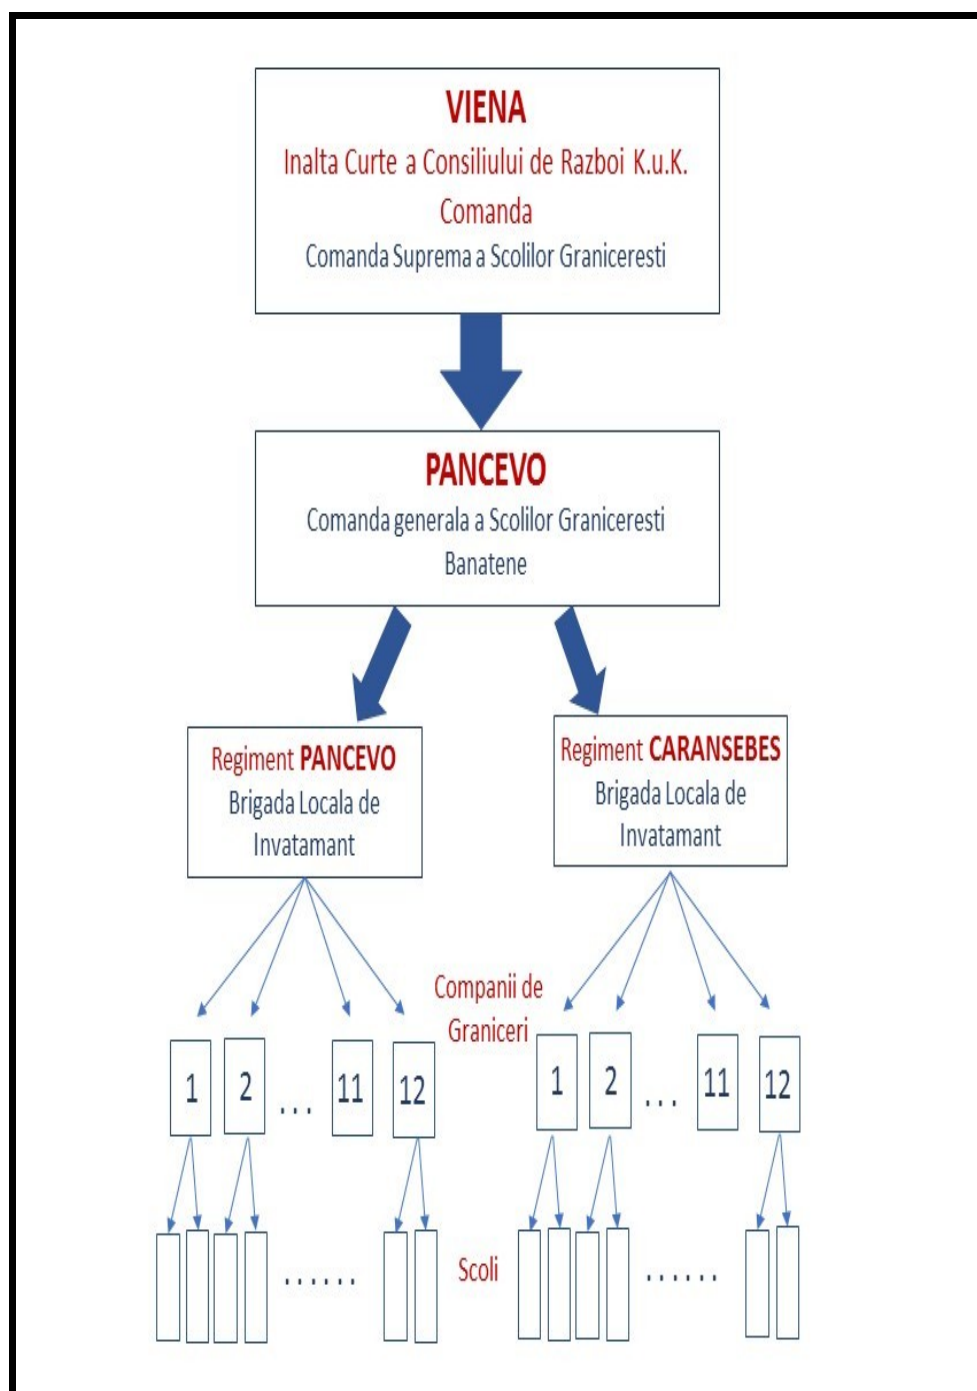 VIENA
Inalta Curte a Consiliului de Razboi K.u.K.
Comanda
Comanda Suprema a Scolilor Graniceresti
PANCEVO
Comanda generala a Scolilor Graniceresti
Banatene
Regiment PANCEVO
Brigada Locala de
Invatamant
Regiment CARANSEBES
Brigada Locala de
Invatamant
Companii de
Graniceri
1 2 ... 11 12
1 2 ... 11 12
......
Scoli
......